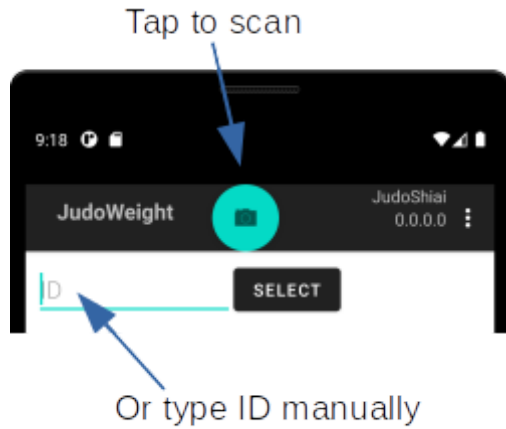 Tap to scan
9:18
JudoShiai
JudoWeight
0.0.0.0
ID
SELECT
Or type ID manually